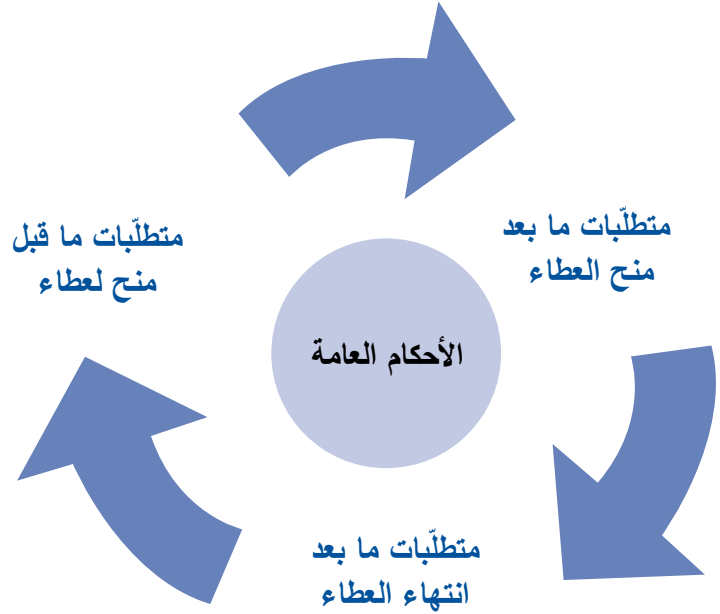 متطلّبات ما بعد
منح العطاء
متطلّبات ما قبل
منح لعطاء
الأحكام العامة
متطلّبات ما بعد
انتهاء العطاء